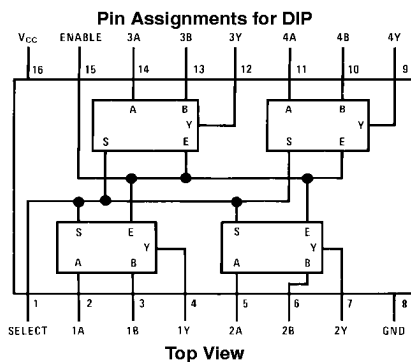 Pin Assignments for DIP
VCC ENABLE 3A 3B 3Y 4A 4B 4Y
16 15 14 13 12 11 10 9
A B A B
Y Y
S E S E
S E S E
Y Y
A B A B
1 2 3 4 5 6 7 8
SELECT 1A 1B 1Y 2A 2B 2Y GND
Top View